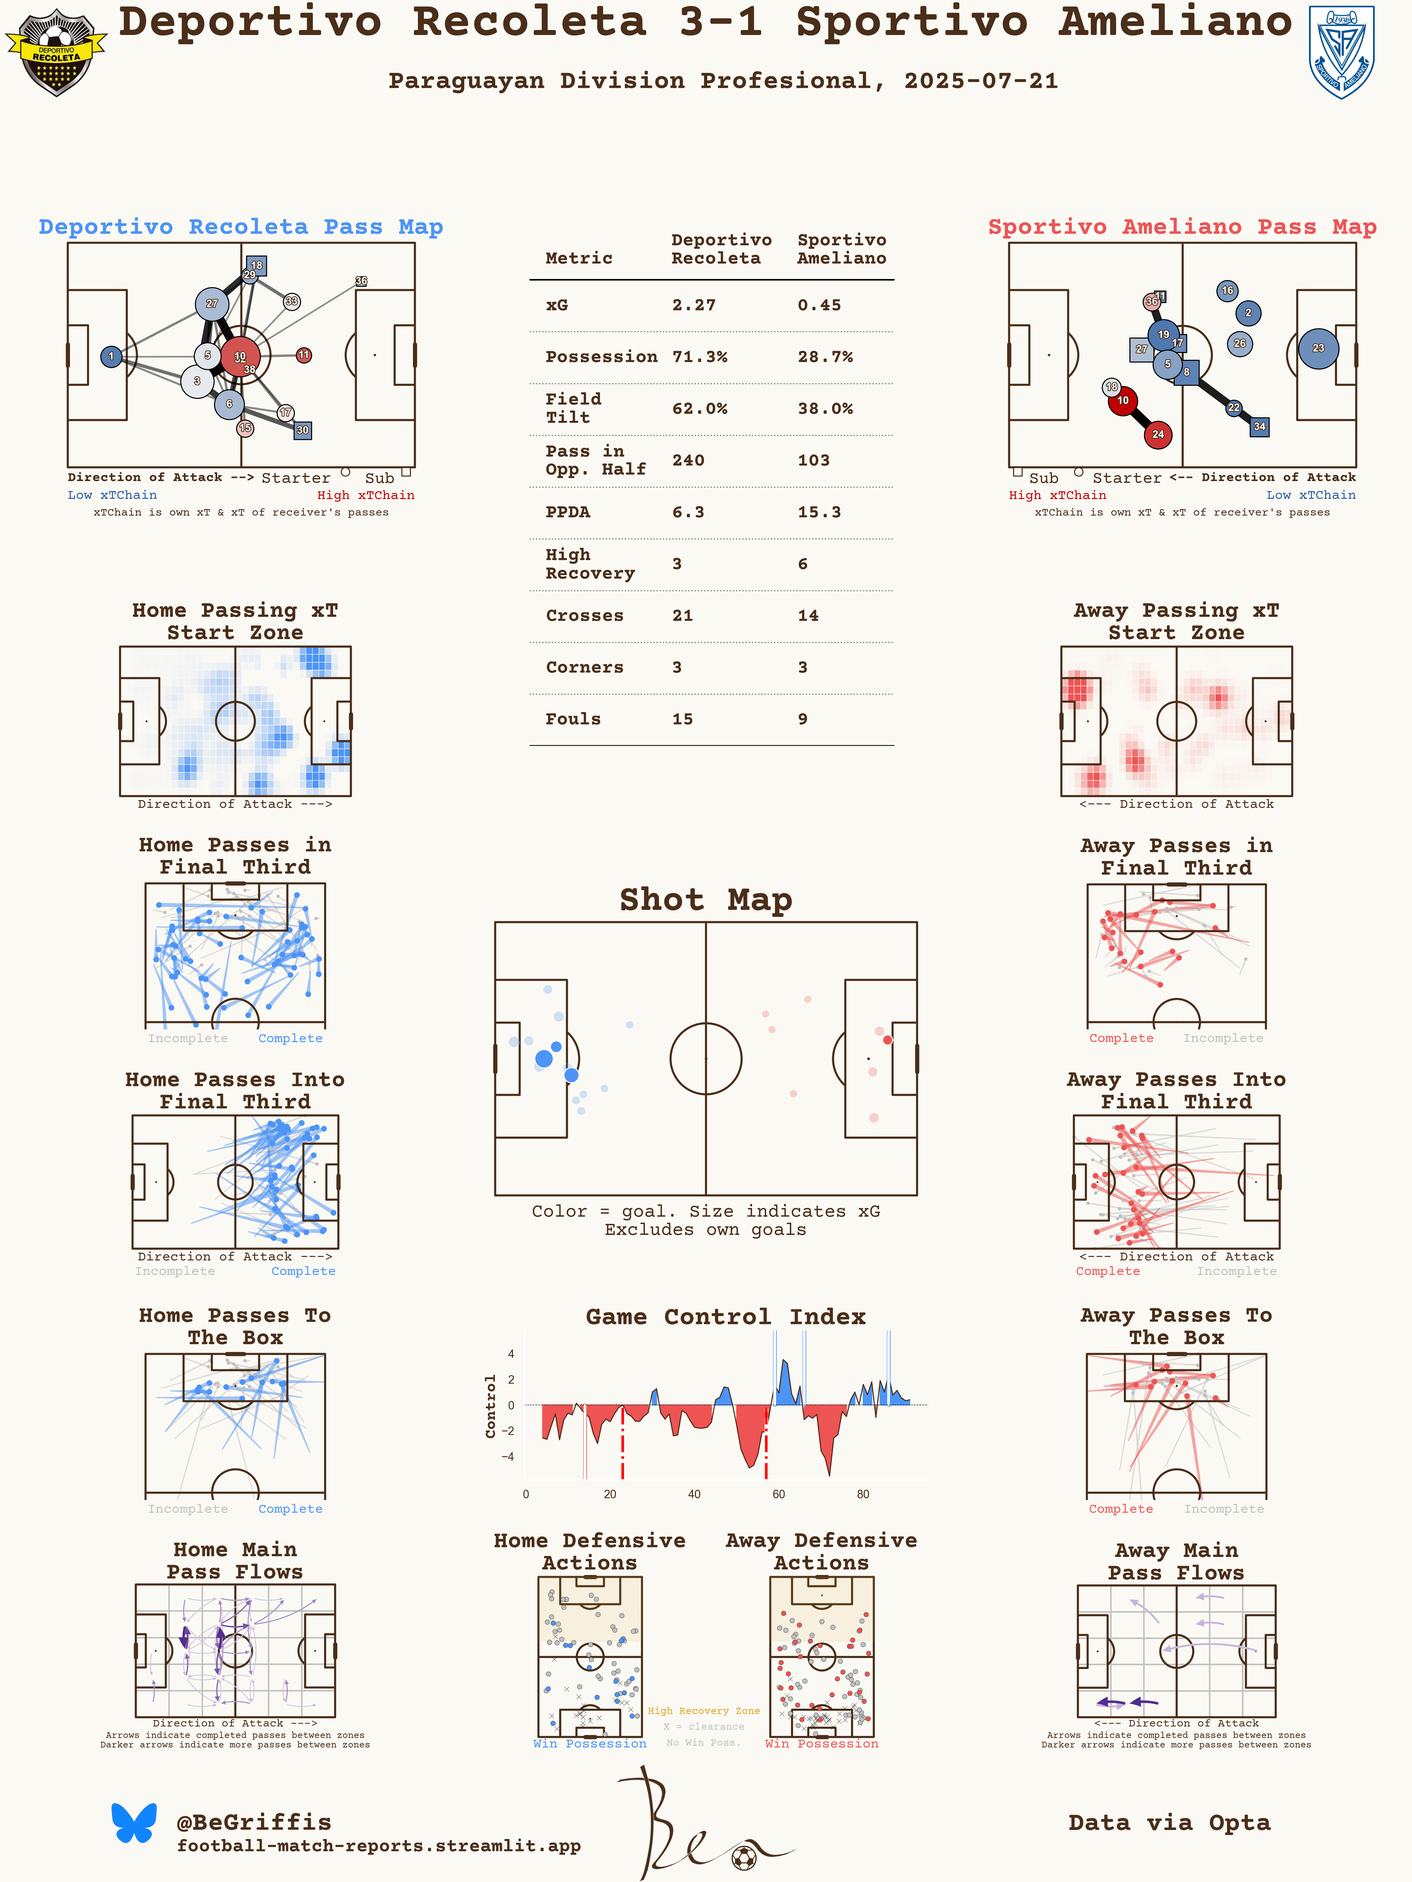 Deportivo Recoleta 3-1 Sportivo Ameliano
Paraguayan Division Profesional, 2025-07-21
DEPORTIVO
RECOLETA
1936
SPORTIVO AMELIANO
Deportivo Recoleta Pass Map
18
29
36
27
33
1
5
10
11
3
38
6
17
15
30
Direction of Attack --> Starter Sub
Low xTChain High xTChain
xTChain is own xT & xT of receiver's passes
Metric Deportivo Recoleta Sportivo Ameliano
xG 2.27 0.45
Possession 71.3% 28.7%
Field Tilt 62.0% 38.0%
Pass in Opp. Half 240 103
PPDA 6.3 15.3
High Recovery 3 6
Crosses 21 14
Corners 3 3
Fouls 15 9
Sportivo Ameliano Pass Map
11
36
16
2
19
17
27
26
23
5
8
18
10
22
24
34
Sub Starter <-- Direction of Attack
High xTChain Low xTChain
xTChain is own xT & xT of receiver's passes
Home Passing xT
Start Zone
Direction of Attack --->
Away Passing xT
Start Zone
<--- Direction of Attack
Home Passes in
Final Third
Incomplete Complete
Away Passes in
Final Third
Complete Incomplete
Shot Map
Color = goal. Size indicates xG
Excludes own goals
Home Passes Into
Final Third
Direction of Attack --->
Incomplete Complete
Away Passes Into
Final Third
<--- Direction of Attack
Complete Incomplete
Home Passes To
The Box
Incomplete Complete
Game Control Index
Control
4
2
0
−2
−4
0 20 40 60 80
Away Passes To
The Box
Complete Incomplete
Home Main
Pass Flows
Direction of Attack --->
Arrows indicate completed passes between zones
Darker arrows indicate more passes between zones
Home Defensive
Actions
Win Possession
Away Defensive
Actions
Win Possession
High Recovery Zone
X = clearance
No Win Poss.
Away Main
Pass Flows
<--- Direction of Attack
Arrows indicate completed passes between zones
Darker arrows indicate more passes between zones
@BeGriffis
football-match-reports.streamlit.app
Ben
Data via Opta